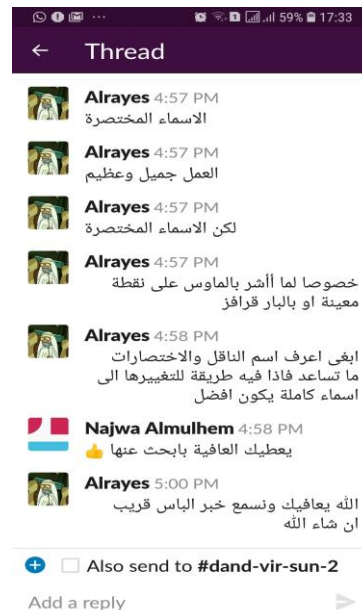 59% 17:33
Thread
Alrayes 4:57 PM
الاسماء المختصرة
Alrayes 4:57 PM
العمل جميل وعظيم
Alrayes 4:57 PM
لكن الاسماء المختصرة
Alrayes 4:57 PM
خصوصا لما أأشر بالماوس على نقطة
معينة او بالبار قرافز
Alrayes 4:58 PM
ابغى اعرف اسم الناقل والاختصارات
ما تساعد فاذا فيه طريقة للتغييرها الى
اسماء كاملة يكون افضل
Najwa Almulhem 4:58 PM
يعطيك العافية بابحث عنها 👍
Alrayes 5:00 PM
الله يعافيك ونسمع خبر الباس قريب
ان شاء الله
Also send to #dand-vir-sun-2
Add a reply